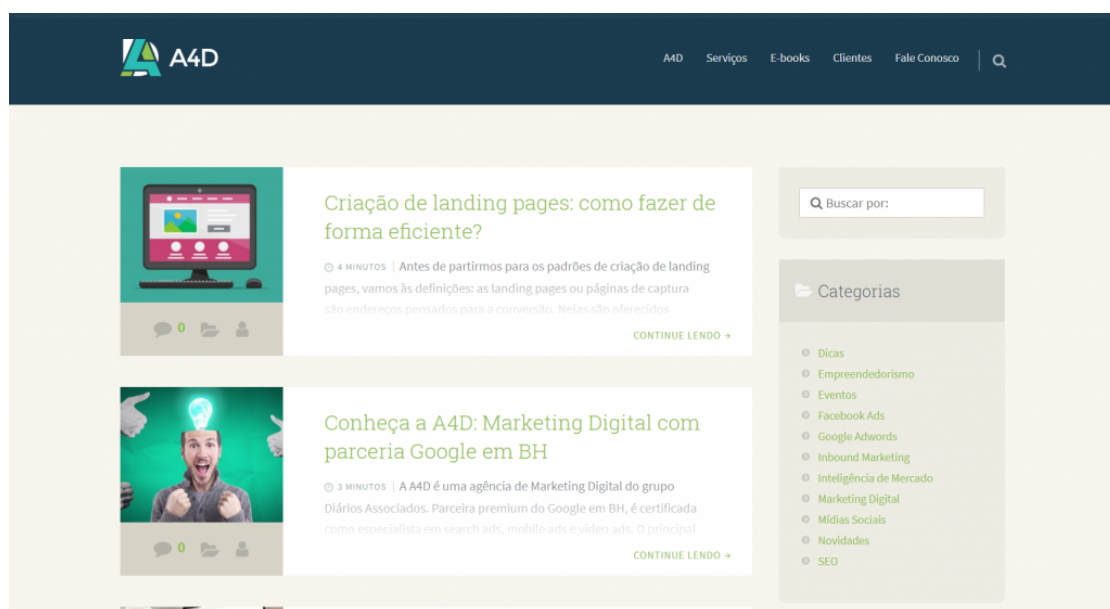 A4D
A4D Serviços E-books Clientes Fale Conosco
Criação de landing pages: como fazer de
forma eficiente?
4 MINUTOS | Antes de partirmos para os padrões de criação de landing
pages, vamos às definições: as landing pages ou páginas de captura
são endereços pensados para a conversão. Nelas são oferecidos
CONTINUE LENDO →
0
Conheça a A4D: Marketing Digital com
parceria Google em BH
3 MINUTOS | A A4D é uma agência de Marketing Digital do grupo
Diários Associados. Parceira premium do Google em BH, é certificada
como especialista em search ads, mobile ads e video ads. O principal
CONTINUE LENDO →
0
Buscar por:
Categorias
Dicas
Empreendedorismo
Eventos
Facebook Ads
Google Adwords
Inbound Marketing
Inteligência de Mercado
Marketing Digital
Mídias Sociais
Novidades
SEO